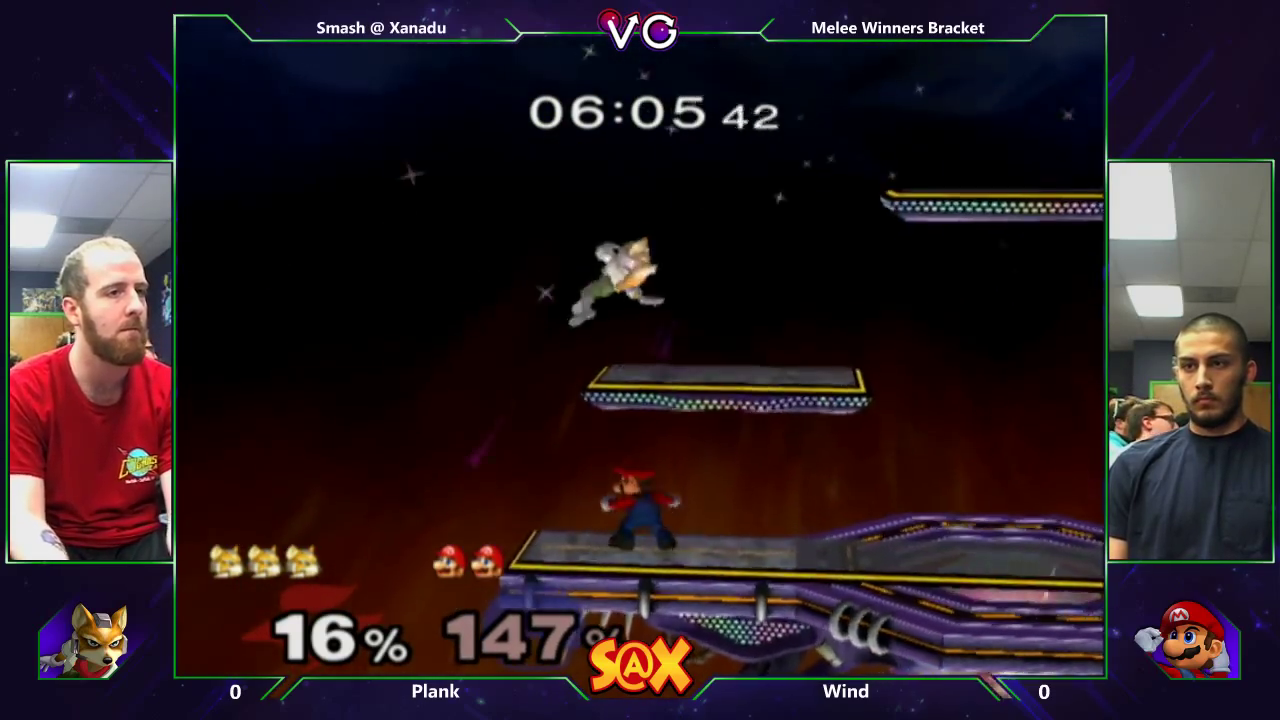 Smash @ Xanadu
VG
Melee Winners Bracket
06:05 42
16%
147%
S@X
0
Plank
Wind
0